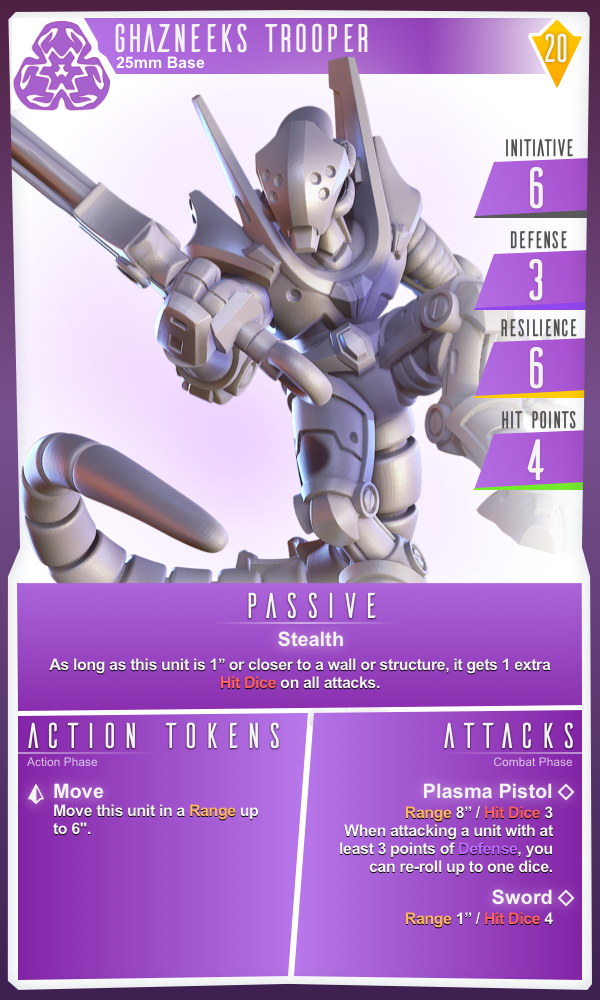 GHAZNEEKS TROOPER
25mm Base
20
INITIATIVE
6
DEFENSE
3
RESILIENCE
6
HIT POINTS
4
PASSIVE
Stealth
As long as this unit is 1” or closer to a wall or structure, it gets 1 extra
Hit Dice on all attacks.
ACTION TOKENS
Action Phase
Move
Move this unit in a Range up
to 6".
ATTACKS
Combat Phase
Plasma Pistol
Range 8” / Hit Dice 3
When attacking a unit with at
least 3 points of Defense, you
can re-roll up to one dice.
Sword
Range 1” / Hit Dice 4